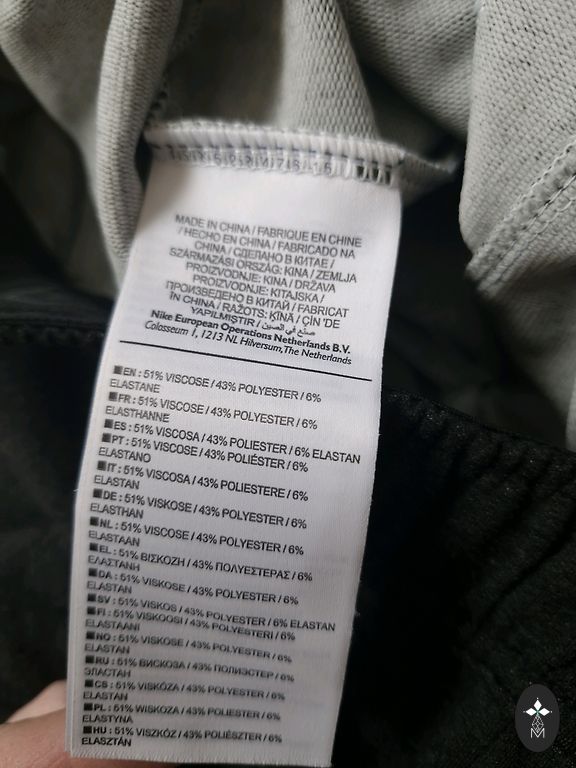 MADE IN CHINA / FABRIQUE EN CHINE
/ HECHO EN CHINA / FABRICADO NA
CHINA / СДЕЛАНО В КИТАЕ /
SZÁRMAZÁSI ORSZÁG: KINA / ZEMLJA
PROIZVODNJE: KINA / DRŽAVA
PROIZVODNJE: KITAJSKA /
ПРОИЗВЕДЕНО В КИТАЙ / FABRICAT
ÎN CHINA / RAŽOTS: ĶĪNĀ / ÇİN 'DE
YAPILMIŞTIR / صنع في الصين
Nike European Operations Netherlands B.V.
Colosseum 1, 1213 NL Hilversum, The Netherlands
EN : 51% VISCOSE / 43% POLYESTER / 6%
ELASTANE
FR : 51% VISCOSE / 43% POLYESTER / 6%
ELASTHANNE
ES : 51% VISCOSA / 43% POLIESTER / 6% ELASTAN
PT : 51% VISCOSE / 43% POLIÉSTER / 6%
ELASTANO
IT : 51% VISCOSA / 43% POLIESTERE / 6%
ELASTAN
DE : 51% VISKOSE / 43% POLYESTER / 6%
ELASTHAN
NL : 51% VISCOSE / 43% POLYESTER / 6%
ELASTAAN
EL : 51% ΒΙΣΚΟΖΗ / 43% ΠΟΛΥΕΣΤΕΡΑΣ / 6%
ΕΛΑΣΤΑΝΗ
DA : 51% VISKOSE / 43% POLYESTER / 6%
ELASTAN
SV : 51% VISKOS / 43% POLYESTER / 6% ELASTAN
FI : 51% VISKOOSI / 43% POLYESTERI / 6%
ELASTAANI
NO : 51% VISKOSE / 43% POLYESTER / 6%
ELASTAN
RU : 51% ВИСКОЗА / 43% ПОЛИЭСТЕР / 6%
ЭЛАСТАН
CS : 51% VISKÓZA / 43% POLYESTER / 6%
ELASTAN
PL : 51% WISKOZA / 43% POLIESTER / 6%
ELASTYNA
HU : 51% VISZKÓZ / 43% POLIÉSZTER / 6%
ELASZTÁN